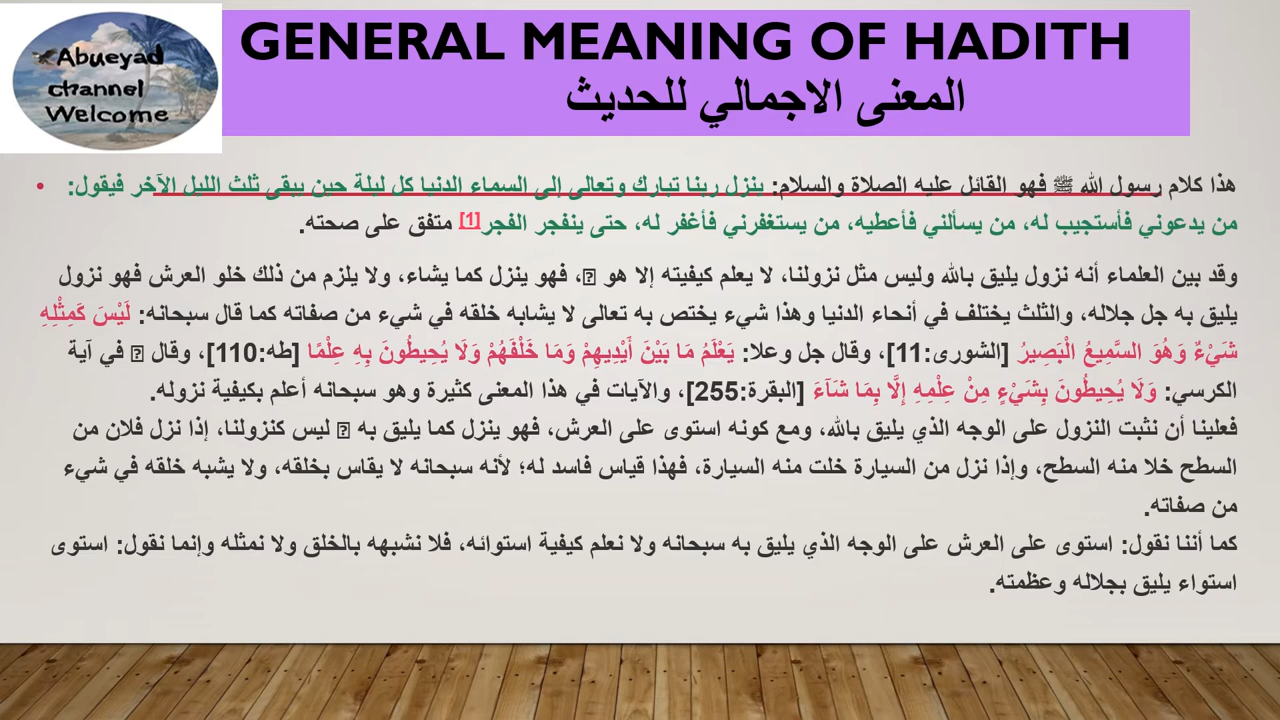 Abueyad
channel
Welcome
GENERAL MEANING OF HADITH
المعنى الاجمالي للحديث
هذا كلام رسول الله ﷺ فهو القائل عليه الصلاة والسلام: ينزل ربنا تبارك وتعالى إلى السماء الدنيا كل ليلة حين يبقى ثلث الليل الآخر فيقول:
من يدعوني فأستجيب له، من يسألني فأعطيه، من يستغفرني فأغفر له، حتى ينفجر الفجر[1] متفق على صحته.
وقد بين العلماء أنه نزول يليق بالله وليس مثل نزولنا، لا يعلم كيفيته إلا هو ، فهو ينزل كما يشاء، ولا يلزم من ذلك خلو العرش فهو نزول
يليق به جل جلاله، والثلث يختلف في أنحاء الدنيا وهذا شيء يختص به تعالى لا يشابه خلقه في شيء من صفاته كما قال سبحانه: لَيْسَ كَمِثْلِهِ
شَيْءٌ وَهُوَ السَّمِيعُ الْبَصِيرُ [الشورى:11]، وقال جل وعلا: يَعْلَمُ مَا بَيْنَ أَيْدِيهِمْ وَمَا خَلْفَهُمْ وَلَا يُحِيطُونَ بِهِ عِلْمًا [طه:110]، وقال  في آية
الكرسي: وَلَا يُحِيطُونَ بِشَيْءٍ مِنْ عِلْمِهِ إِلَّا بِمَا شَآءَ [البقرة:255]، والآيات في هذا المعنى كثيرة وهو سبحانه أعلم بكيفية نزوله.
فعلينا أن نثبت النزول على الوجه الذي يليق بالله، ومع كونه استوى على العرش، فهو ينزل كما يليق به  ليس كنزولنا، إذا نزل فلان من
السطح خلا منه السطح، وإذا نزل من السيارة خلت منه السيارة، فهذا قياس فاسد له؛ لأنه سبحانه لا يقاس بخلقه، ولا يشبه خلقه في شيء
من صفاته.
كما أننا نقول: استوى على العرش على الوجه الذي يليق به سبحانه ولا نعلم كيفية استوائه، فلا نشبهه بالخلق ولا نمثله وإنما نقول: استوى
استواء يليق بجلاله وعظمته.